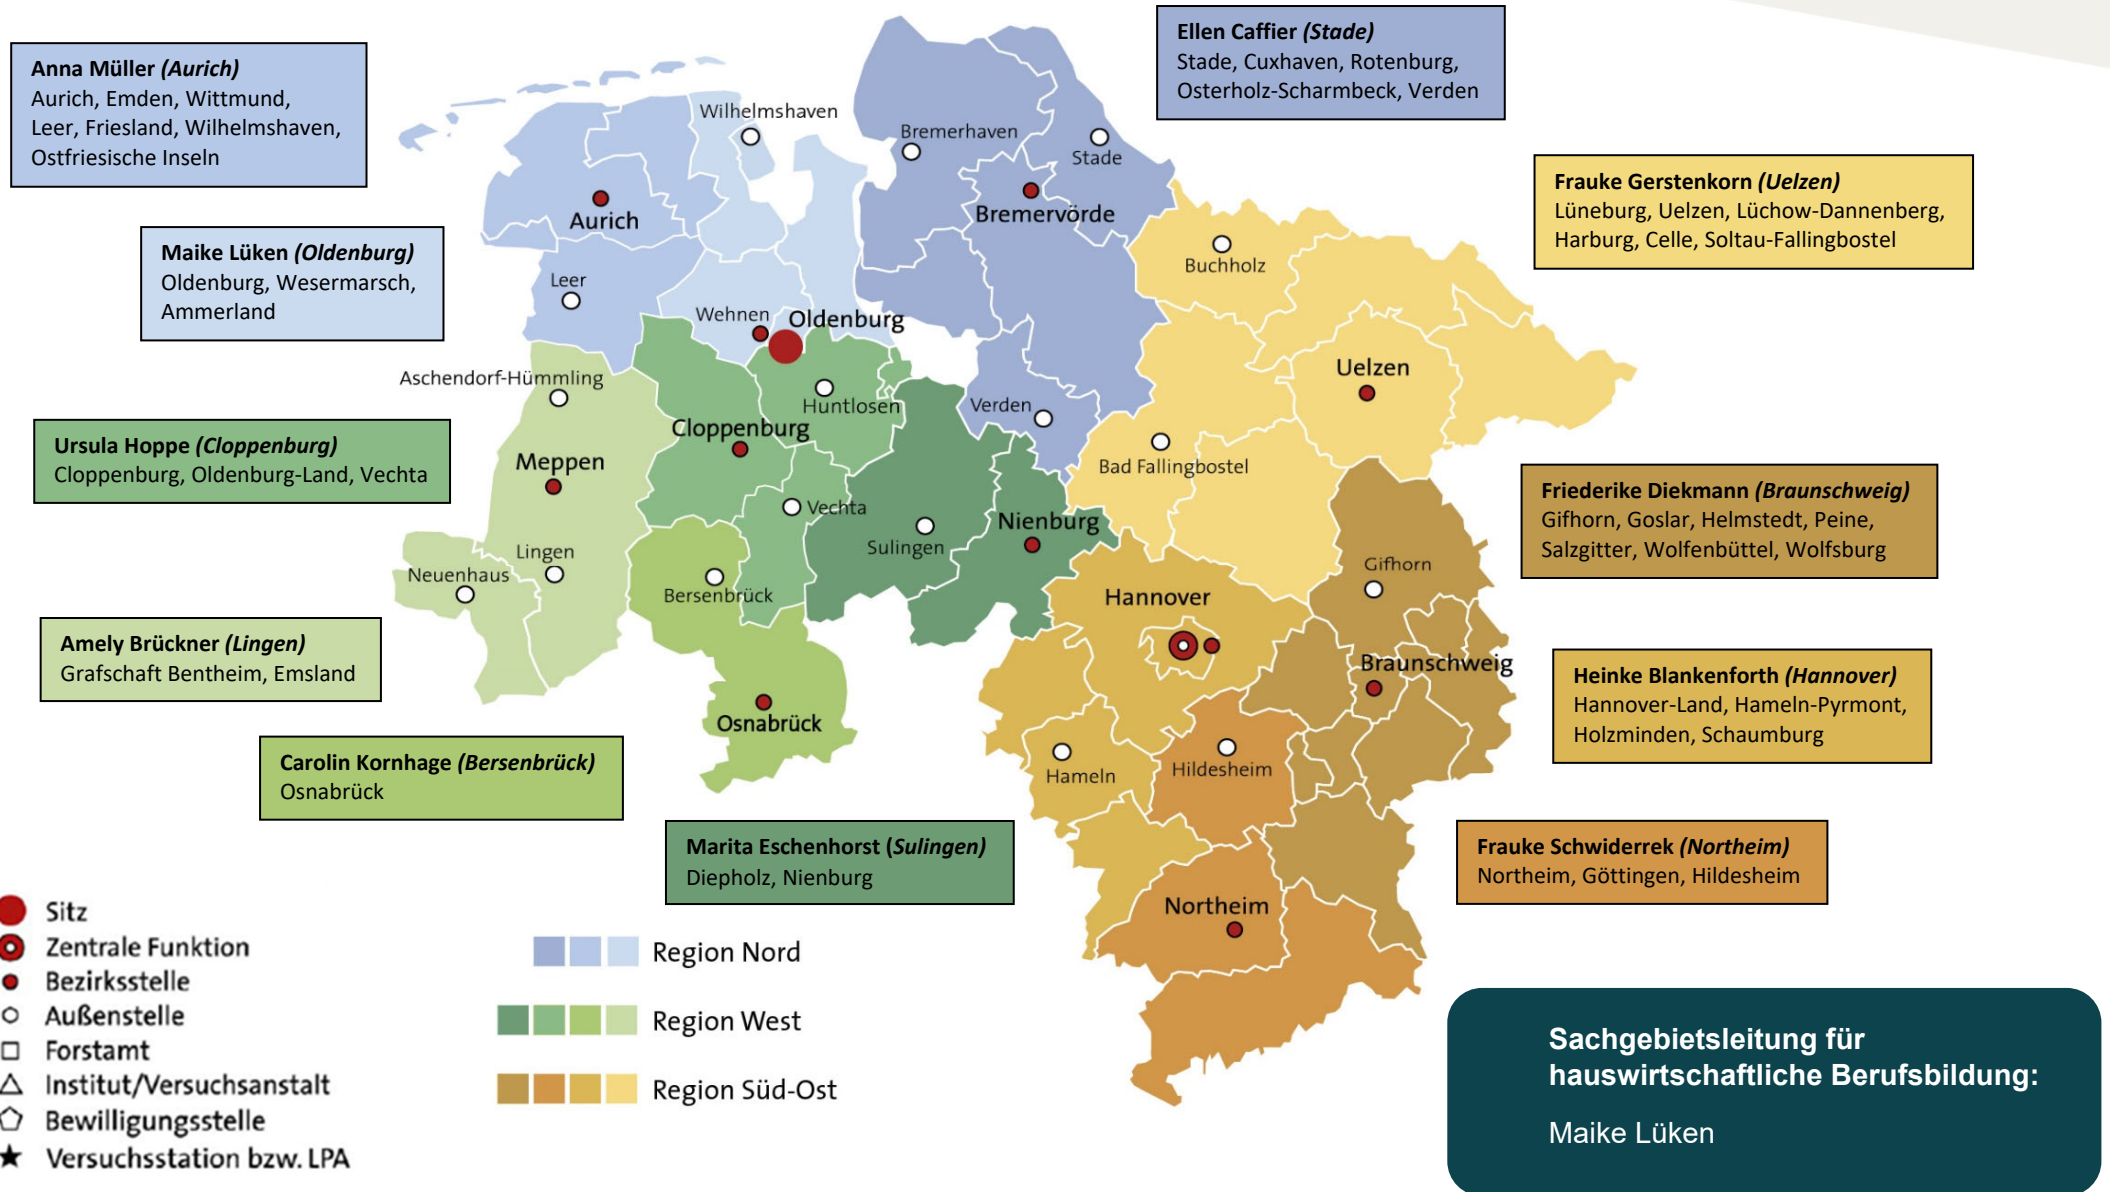 Ellen Caffier (Stade)
Stade, Cuxhaven, Rotenburg,
Osterholz-Scharmbeck, Verden
Anna Müller (Aurich)
Aurich, Emden, Wittmund,
Leer, Friesland, Wilhelmshaven,
Ostfriesische Inseln
Wilhelmshaven
Bremerhaven
Stade
Frauke Gerstenkorn (Uelzen)
Lüneburg, Uelzen, Lüchow-Dannenberg,
Harburg, Celle, Soltau-Fallingbostel
Aurich
Bremervörde
Maike Lüken (Oldenburg)
Oldenburg, Wesermarsch,
Ammerland
Buchholz
Leer
Wehnen
Oldenburg
Uelzen
Aschendorf-Hümmling
Huntlosen
Verden
Ursula Hoppe (Cloppenburg)
Cloppenburg, Oldenburg-Land, Vechta
Cloppenburg
Meppen
Bad Fallingbostel
Friederike Diekmann (Braunschweig)
Gifhorn, Goslar, Helmstedt, Peine,
Salzgitter, Wolfenbüttel, Wolfsburg
Vechta
Nienburg
Sulingen
Lingen
Neuenhaus
Gifhorn
Bersenbrück
Hannover
Amely Brückner (Lingen)
Grafschaft Bentheim, Emsland
Braunschweig
Heinke Blankenforth (Hannover)
Hannover-Land, Hameln-Pyrmont,
Holzminden, Schaumburg
Osnabrück
Carolin Kornhage (Bersenbrück)
Osnabrück
Hameln
Hildesheim
Marita Eschenhorst (Sulingen)
Diepholz, Nienburg
Frauke Schwiderrek (Northeim)
Northeim, Göttingen, Hildesheim
Northeim
Sitz
Zentrale Funktion
Bezirksstelle
Außenstelle
Forstamt
Institut/Versuchsanstalt
Bewilligungsstelle
Versuchsstation bzw. LPA
Region Nord
Region West
Region Süd-Ost
Sachgebietsleitung für
hauswirtschaftliche Berufsbildung:
Maike Lüken